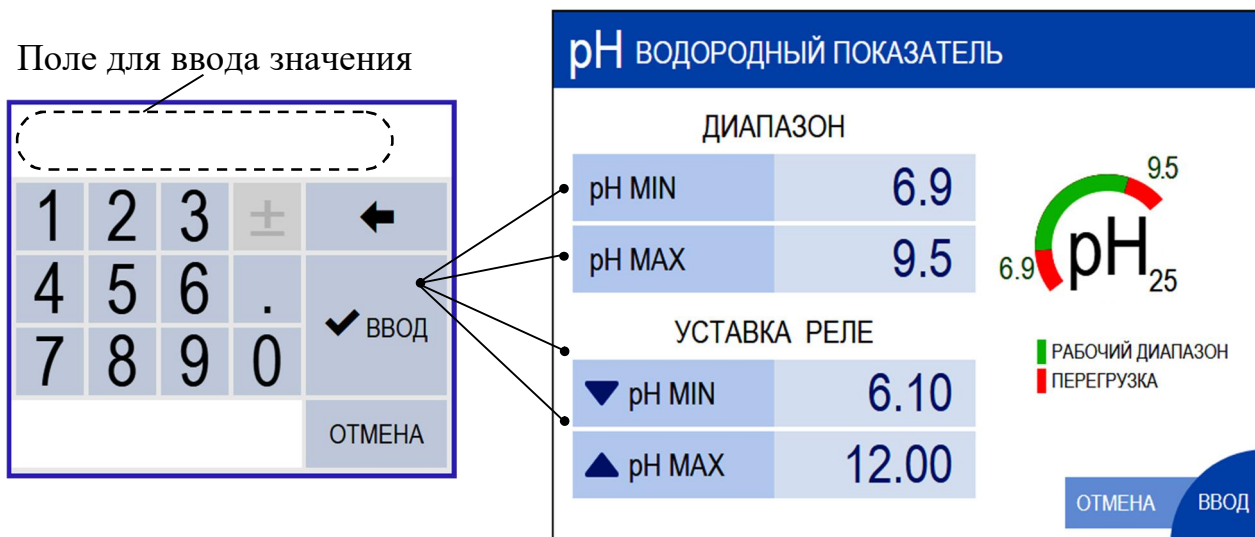 Поле для ввода значения
1 2 3 ±
4 5 6 .
ВВОД
7 8 9 0
ОТМЕНА
pH ВОДОРОДНЫЙ ПОКАЗАТЕЛЬ
ДИАПАЗОН
pH MIN 6.9
pH MAX 9.5
УСТАВКА РЕЛЕ
pH MIN 6.10
pH MAX 12.00
9.5
6.9
pH25
РАБОЧИЙ ДИАПАЗОН
ПЕРЕГРУЗКА
ОТМЕНА ВВОД